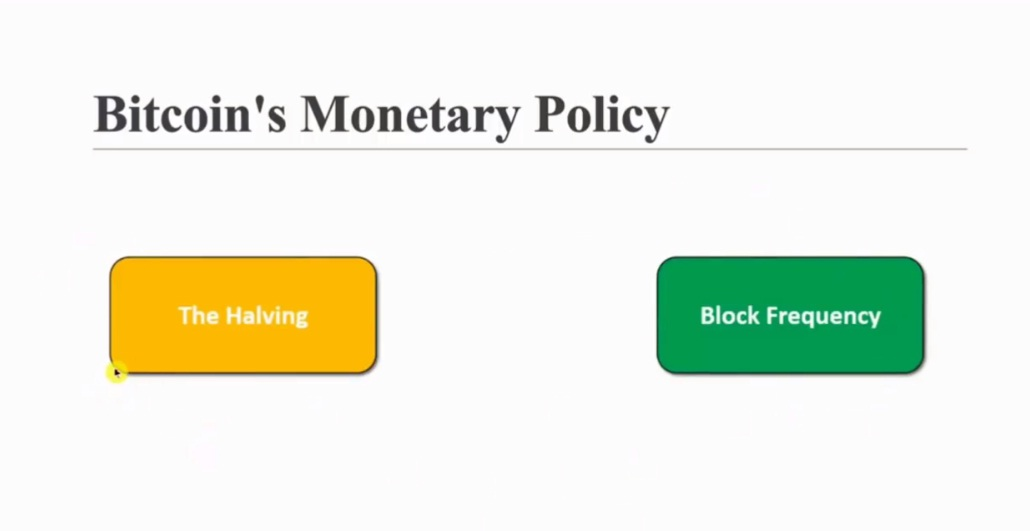 Bitcoin's Monetary Policy
The Halving
Block Frequency